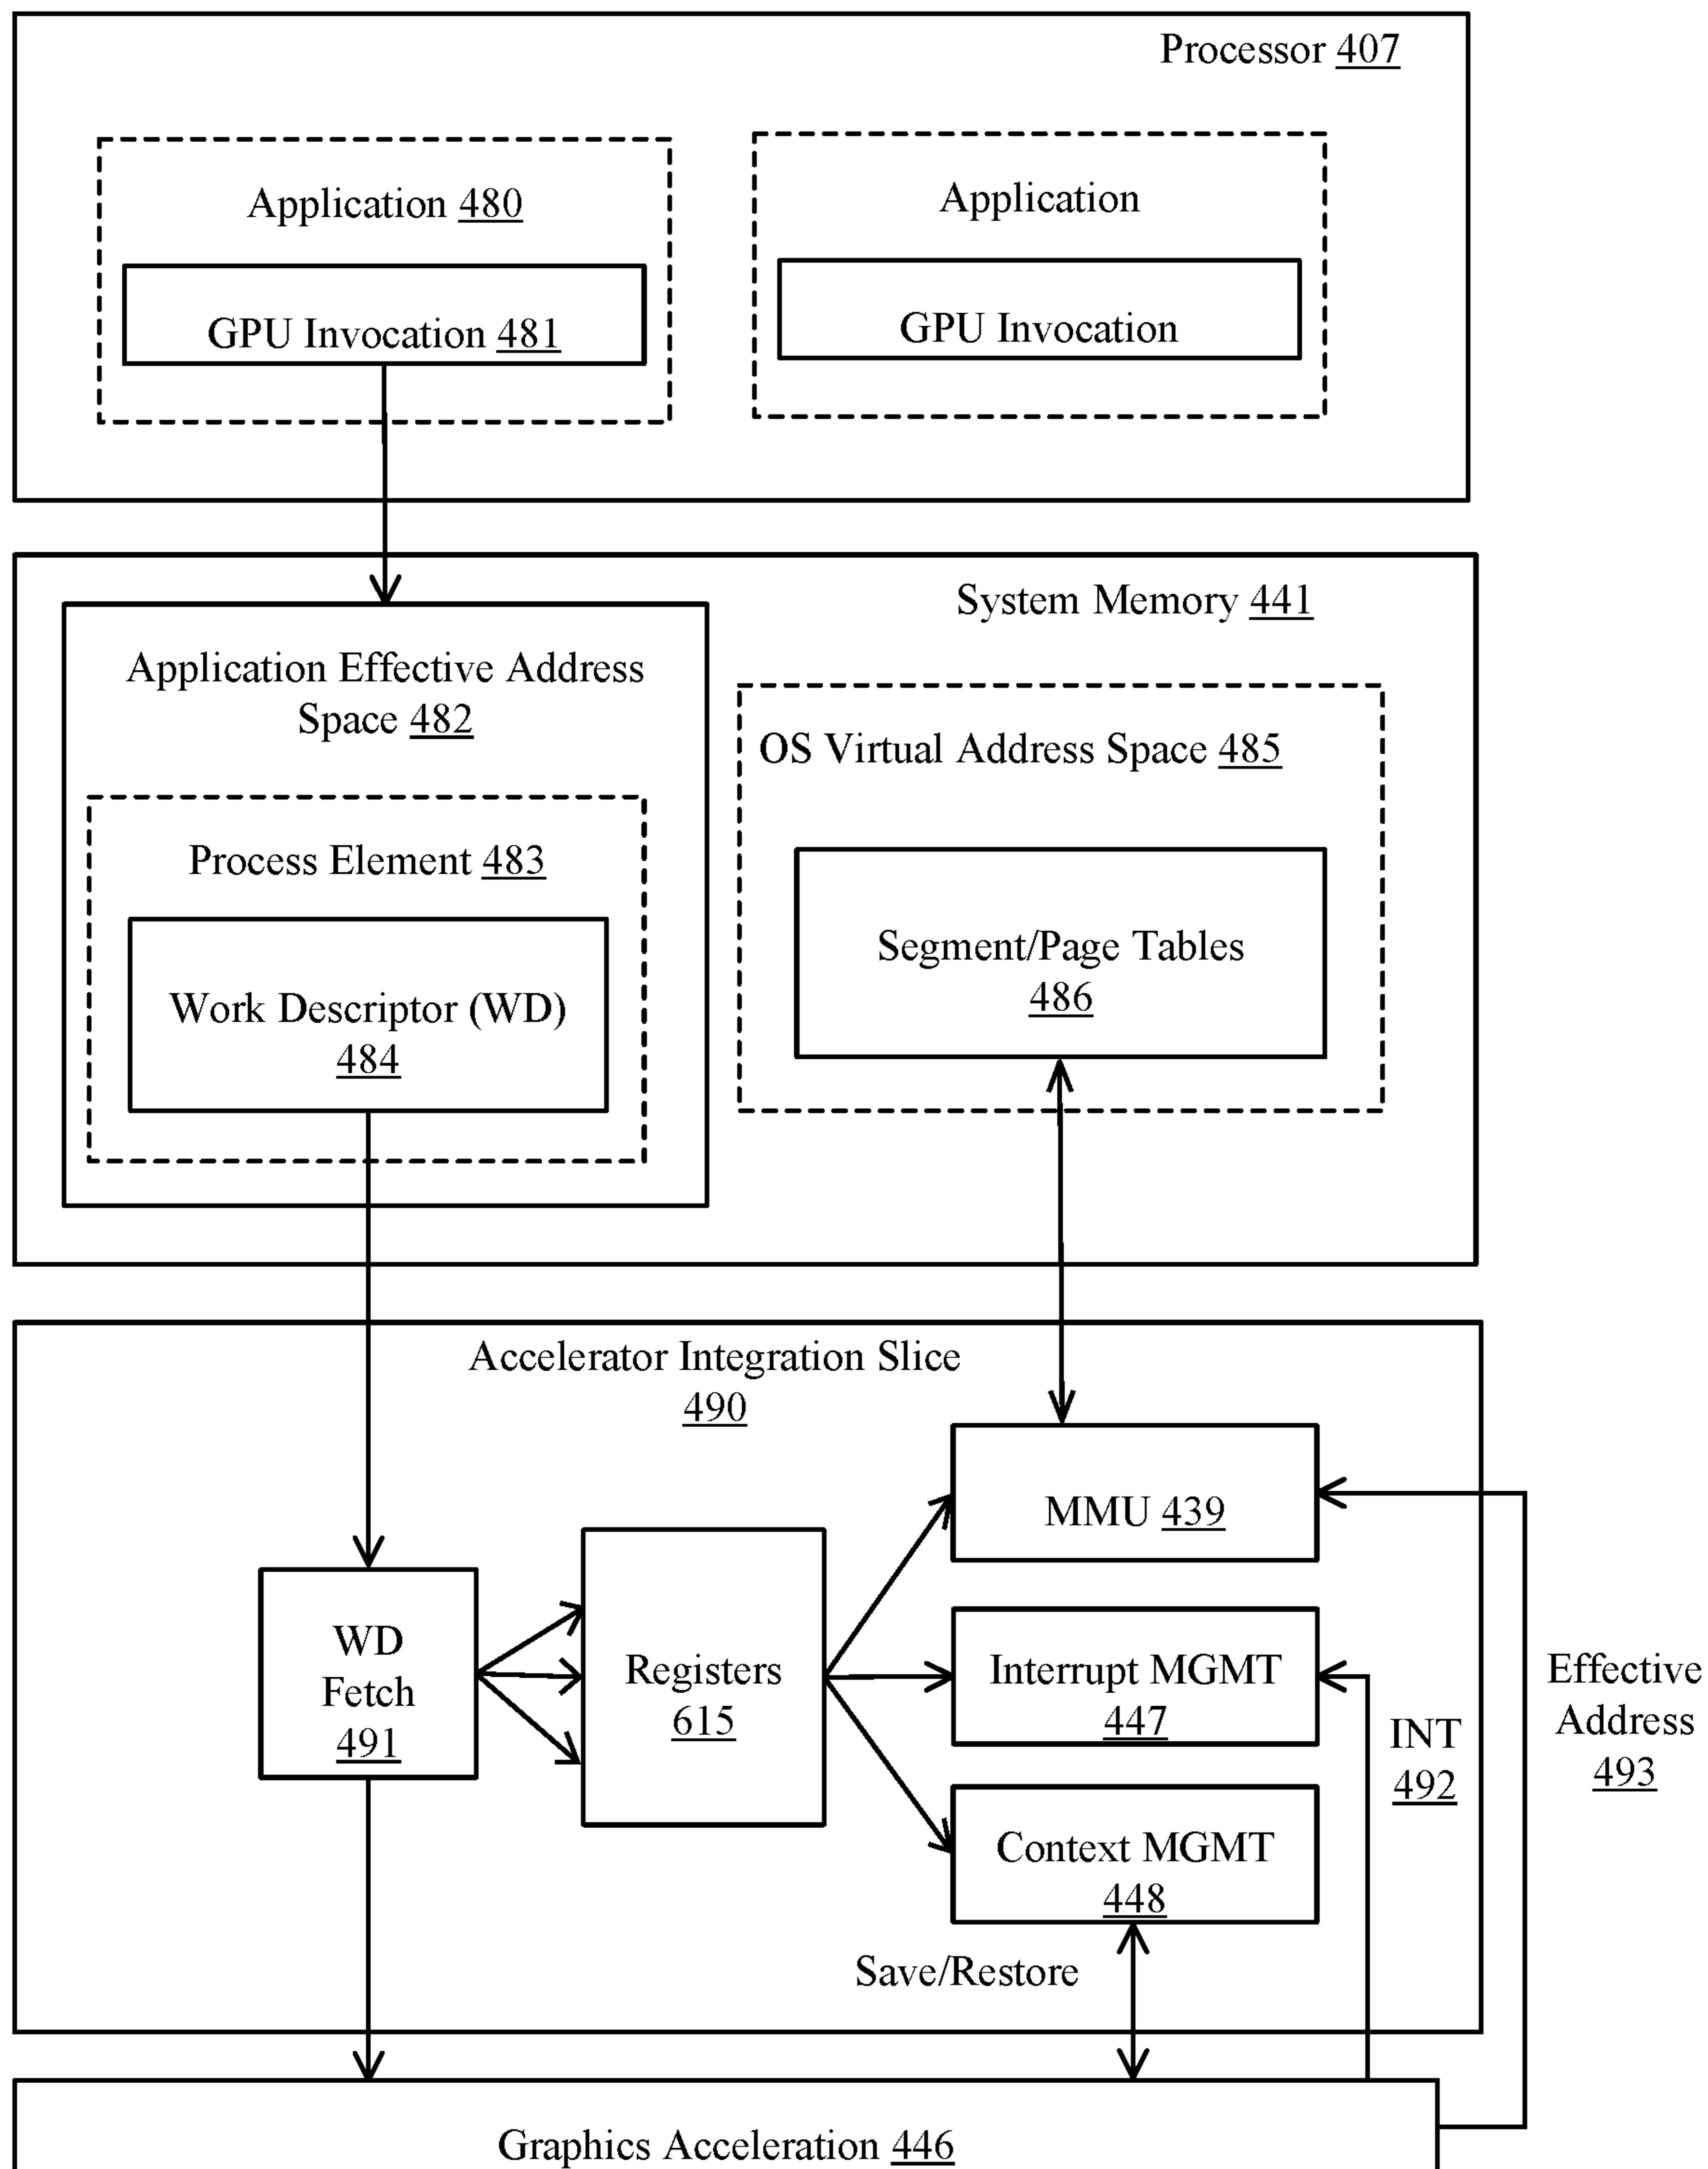 Processor 407
Application 480
Application
GPU Invocation 481
GPU Invocation
System Memory 441
Application Effective Address
Space 482
OS Virtual Address Space 485
Process Element 483
Segment/Page Tables
486
Work Descriptor (WD)
484
Accelerator Integration Slice
490
MMU 439
WD
Fetch
491
Registers
615
Interrupt MGMT
447
INT
492
Effective
Address
493
Context MGMT
448
Save/Restore
Graphics Acceleration 446